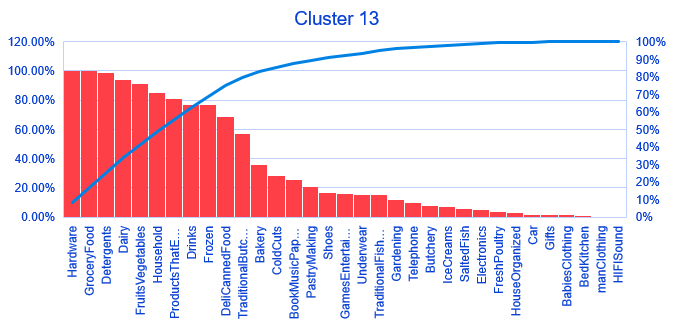 Cluster 13
120.00%
100.00%
80.00%
60.00%
40.00%
20.00%
0.00%
100%
90%
80%
70%
60%
50%
40%
30%
20%
10%
0%
Hardware
GroceryFood
Detergents
Dairy
FruitsVegetables
Household
ProductsThatE...
Drinks
Frozen
DeliCannedFood
TraditionalButc...
Bakery
ColdCuts
BookMusicPap...
PastryMaking
Shoes
GamesEntertai...
Underwear
TraditionalFish...
Gardening
Telephone
Butchery
IceCreams
SaltedFish
Electronics
FreshPoultry
HouseOrganized
Car
Gifts
BabiesClothing
BedKitchen
manClothing
HIFISound